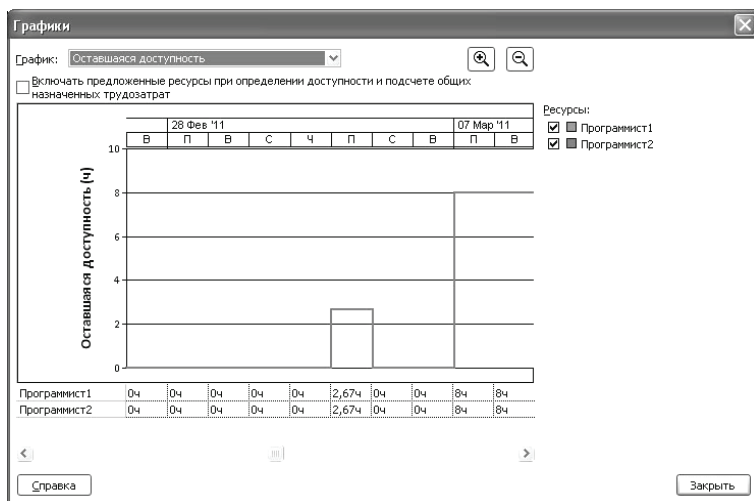 Графики
График: Оставшаяся доступность
Включать предложенные ресурсы при определении доступности и подсчете общих
назначенных трудозатрат
Ресурсы:
Программист1
Программист2
28 Фев '11 07 Мар '11
В П В С Ч П С В П В
Оставшаяся доступность (ч)
10
8
6
4
2
0
Программист1 0ч 0ч 0ч 0ч 0ч 2,67ч 0ч 0ч 8ч 8ч
Программист2 0ч 0ч 0ч 0ч 0ч 2,67ч 0ч 0ч 8ч 8ч
Справка Закрыть